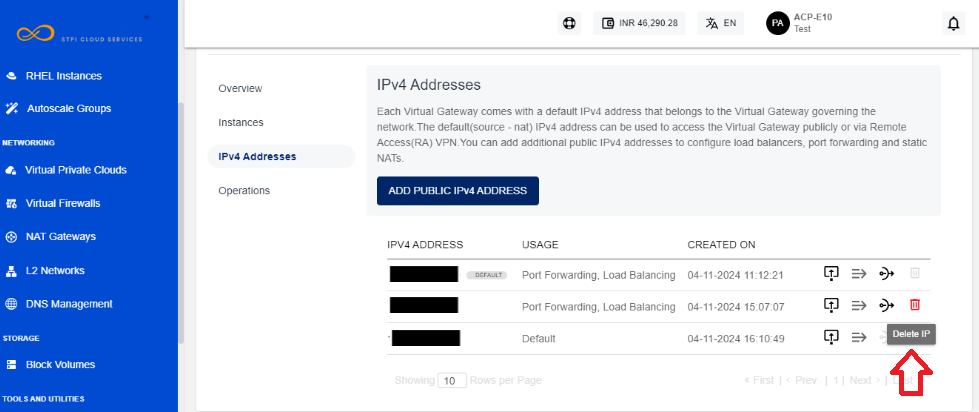 INR 46,290.28
EN
PA
ACP-E10
Test
STPI CLOUD SERVICES
RHEL Instances
Autoscale Groups
NETWORKING
Virtual Private Clouds
Virtual Firewalls
NAT Gateways
L2 Networks
DNS Management
STORAGE
Block Volumes
TOOLS AND UTILITIES
Overview
Instances
IPv4 Addresses
Operations
IPv4 Addresses
Each Virtual Gateway comes with a default IPv4 address that belongs to the Virtual Gateway governing the
network.The default(source - nat) IPv4 address can be used to access the Virtual Gateway publicly or via Remote
Access(RA) VPN.You can add additional public IPv4 addresses to configure load balancers, port forwarding and static
NATs.
ADD PUBLIC IPv4 ADDRESS
IPV4 ADDRESS USAGE CREATED ON
DEFAULT Port Forwarding, Load Balancing 04-11-2024 11:12:21
Port Forwarding, Load Balancing 04-11-2024 15:07:07
Delete IP
Default 04-11-2024 16:10:49
Showing 10 Rows per Page
< First | < Prev | 1 | Next > | Last